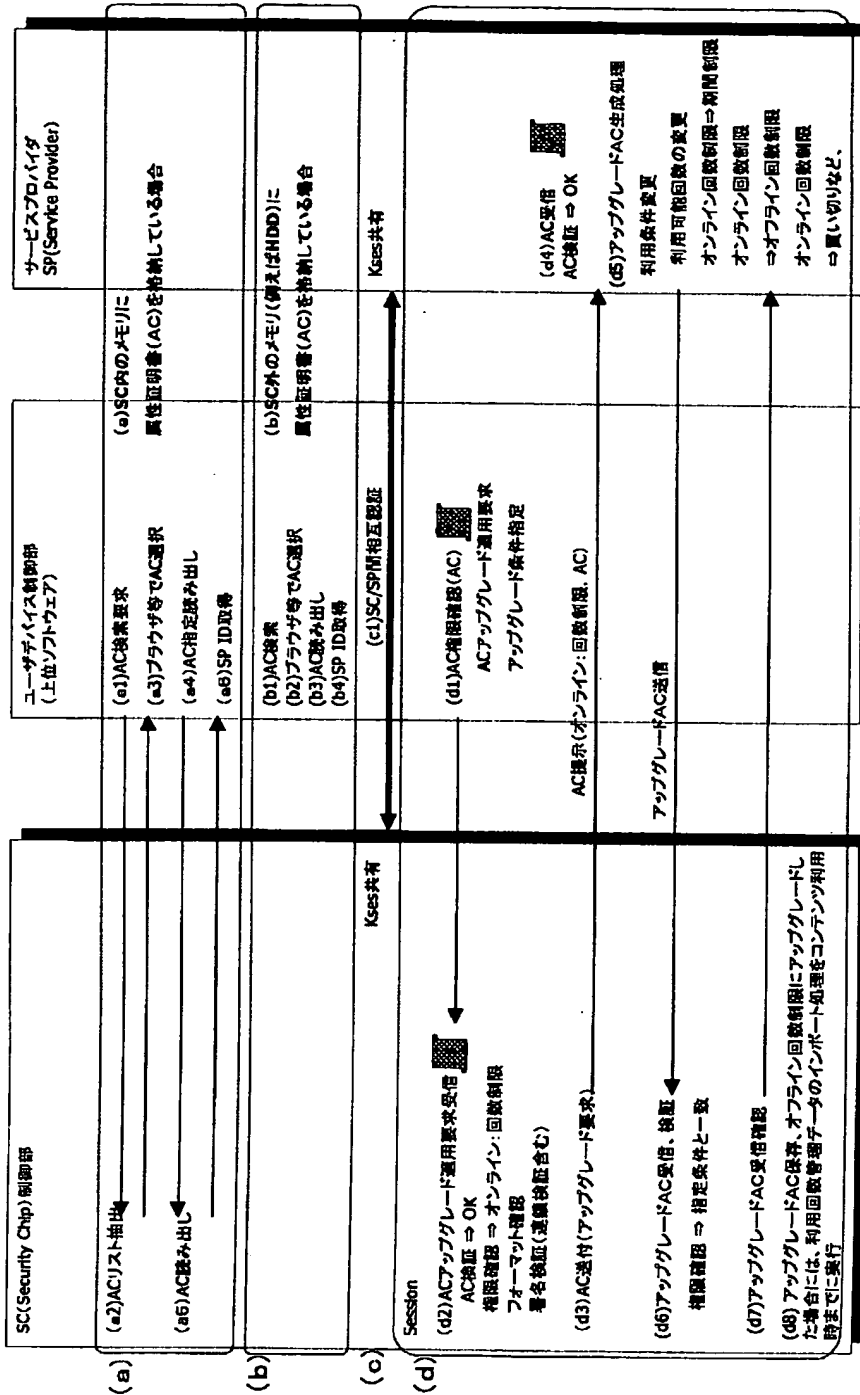 SC(Security Chip)制御部
ユーザデバイス制御部
(上位ソフトウェア)
サービスプロバイダ
SP(Service Provider)
(a)
(a1)AC検索要求
(a2)ACリスト抽出
(a3)ブラウザ等でAC選択
(a4)AC指定読み出し
(a6)AC読み出し
(a6)SP ID取得
(a)SC内のメモリに
属性証明書(AC)を格納している場合
(b)
(b1)AC検索
(b2)ブラウザ等でAC選択
(b3)AC読み出し
(b4)SP ID取得
(b)SC外のメモリ(例えばHDD)に
属性証明書(AC)を格納している場合
(c)
Kses共有
(c1)SC/SP間相互認証
Kses共有
(d)
Session
(d1)AC権限確認(AC)
ACアップグレード適用要求
アップグレード条件指定
(d2)ACアップグレード適用要求受信
AC検証 ⇒ OK
権限確認 ⇒ オンライン:回数制限
フォーマット確認
署名検証(連鎖検証含む)
(d3)AC送付(アップグレード要求)
AC提示(オンライン:回数制限、AC)
(d4)AC受信
AC検証 ⇒ OK
(d5)アップグレードAC生成処理
利用条件変更
利用可能回数の変更
オンライン回数制限⇒期間制限
オンライン回数制限
⇒オフライン回数制限
オンライン回数制限
⇒買い切りなど、
アップグレードAC送信
(d6)アップグレードAC受信、検証
権限確認 ⇒ 指定条件と一致
(d7)アップグレードAC受信確認
(d8)アップグレードAC保存、オフライン回数制限にアップグレードし
た場合には、利用回数管理データのインポート処理をコンテンツ利用
時までに実行